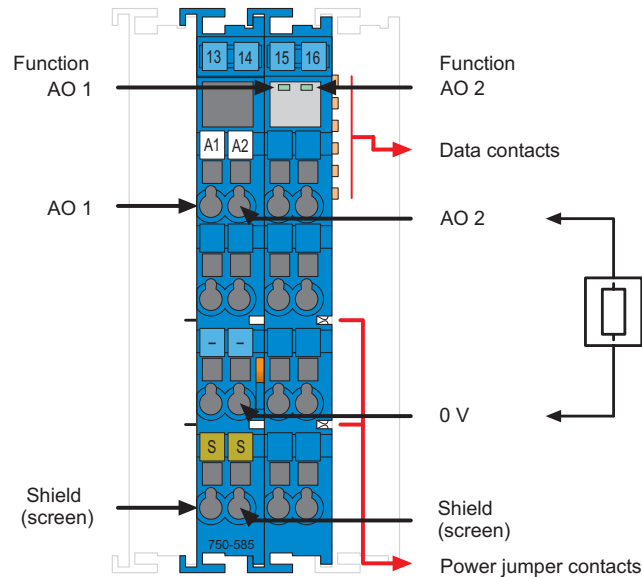 13 14 15 16
Function
AO 1
Function
AO 2
Data contacts
A1 A2
AO 1
AO 2
– –
0 V
S S
Shield
(screen)
Shield
(screen)
750-585
Power jumper contacts